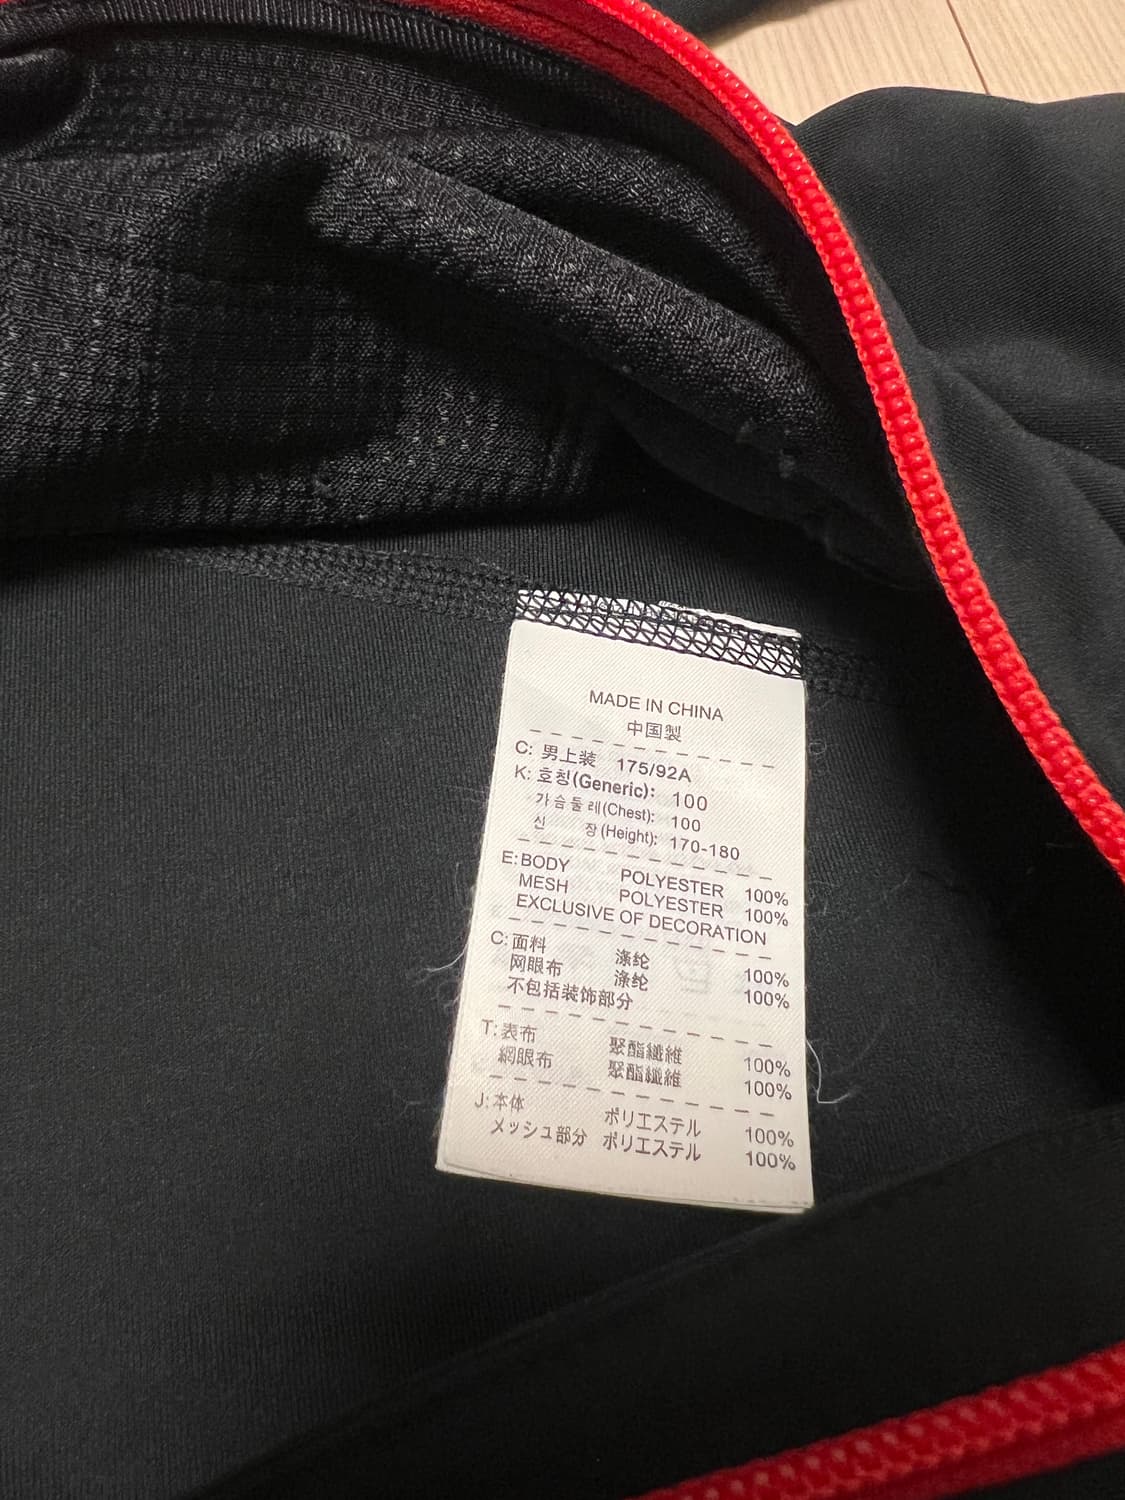 MADE IN CHINA
中国製
C: 男上装 175/92A
K: 호칭(Generic): 100
가슴둘레(Chest): 100
신 장(Height): 170-180
E: BODY POLYESTER 100%
MESH POLYESTER 100%
EXCLUSIVE OF DECORATION
C: 面料 涤纶 100%
网眼布 涤纶 100%
不包括装饰部分
T: 表布 聚酯纖維 100%
網眼布 聚酯纖維 100%
J: 本体 ポリエステル 100%
メッシュ部分 ポリエステル 100%